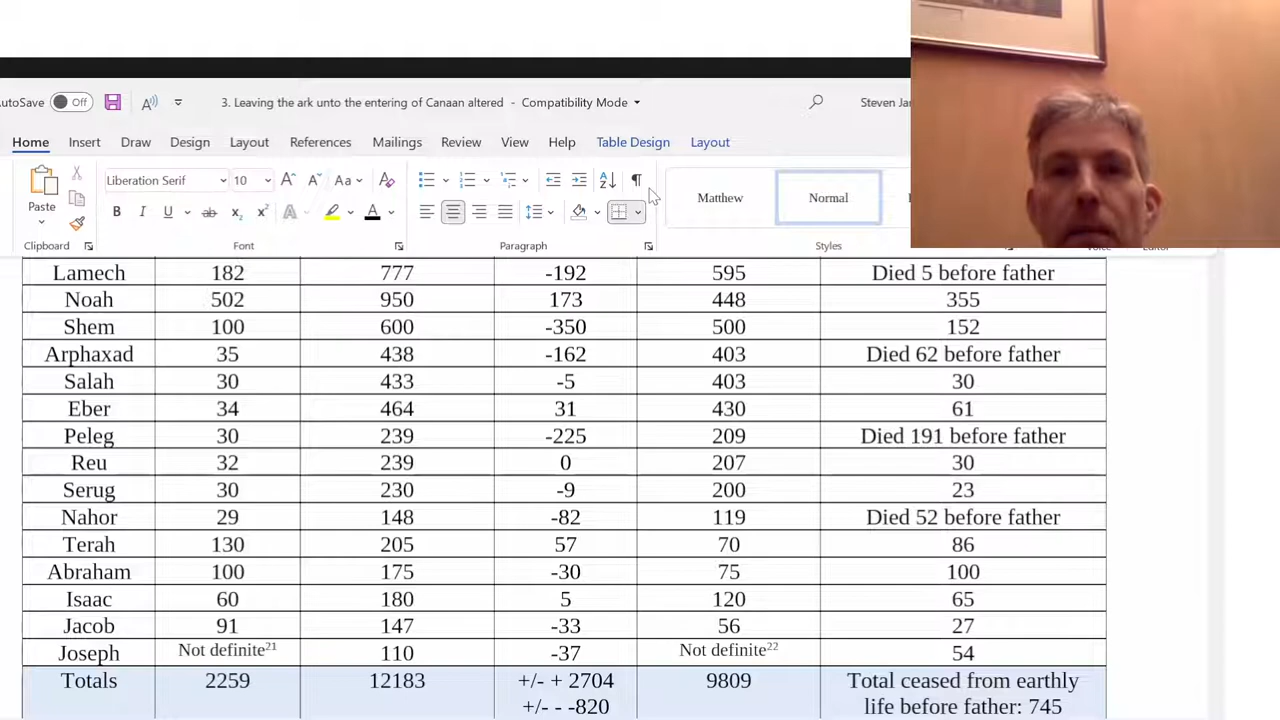 utoSave Off 3. Leaving the ark unto the entering of Canaan altered - Compatibility Mode Steven Jar
Home Insert Draw Design Layout References Mailings Review View Help Table Design Layout
Liberation Serif 10 Aa Matthew Normal
Paste B I U ab x₂ x² A A
Clipboard Font Paragraph Styles Voice Editor
Lamech 182 777 -192 595 Died 5 before father
Noah 502 950 173 448 355
Shem 100 600 -350 500 152
Arphaxad 35 438 -162 403 Died 62 before father
Salah 30 433 -5 403 30
Eber 34 464 31 430 61
Peleg 30 239 -225 209 Died 191 before father
Reu 32 239 0 207 30
Serug 30 230 -9 200 23
Nahor 29 148 -82 119 Died 52 before father
Terah 130 205 57 70 86
Abraham 100 175 -30 75 100
Isaac 60 180 5 120 65
Jacob 91 147 -33 56 27
Joseph Not definite²¹ 110 -37 Not definite²² 54
Totals 2259 12183 +/- + 2704 9809 Total ceased from earthly
+/- - -820 life before father: 745